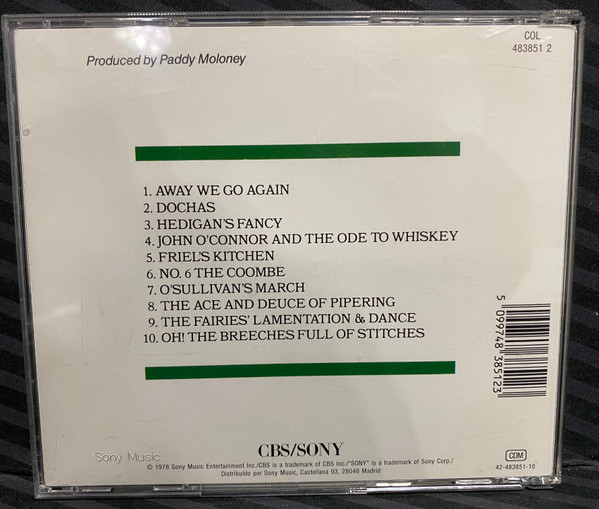 COL
483851 2
Produced by Paddy Moloney
1. AWAY WE GO AGAIN
2. DOCHAS
3. HEDIGAN'S FANCY
4. JOHN O'CONNOR AND THE ODE TO WHISKEY
5. FRIEL'S KITCHEN
6. NO. 6 THE COOMBE
7. O'SULLIVAN'S MARCH
8. THE ACE AND DEUCE OF PIPERING
9. THE FAIRIES' LAMENTATION & DANCE
10. OH! THE BREECHES FULL OF STITCHES
5 099748 385123
CBS/SONY
Sony Music
© 1978 Sony Music Entertainment Inc./CBS is a trademark of CBS Inc./"SONY" is a trademark of Sony Corp./
Distribuido por Sony Music, Castellana 93, 28046 Madrid
CDM
42-483851-10